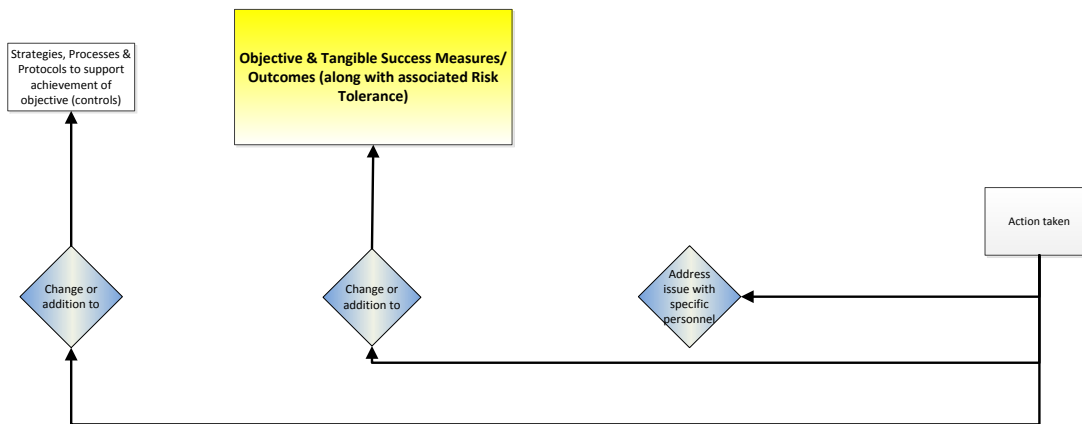 Strategies, Processes &
Protocols to support
achievement of
objective (controls)
Objective & Tangible Success Measures/
Outcomes (along with associated Risk
Tolerance)
Action taken
Change or
addition to
Change or
addition to
Address
issue with
specific
personnel